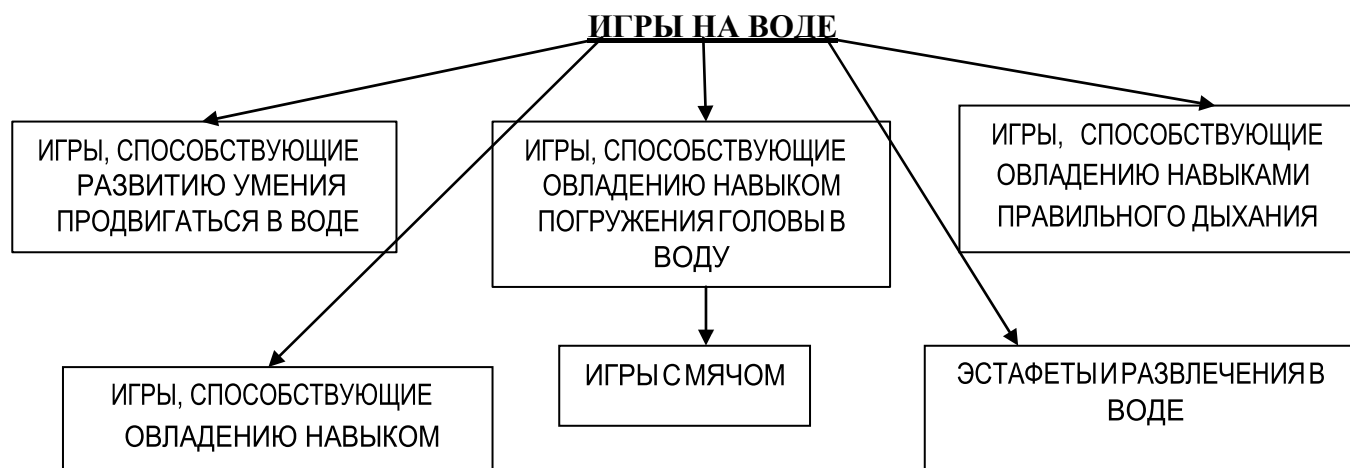 ИГРЫ НА ВОДЕ
ИГРЫ, СПОСОБСТВУЮЩИЕ
РАЗВИТИЮ УМЕНИЯ
ПРОДВИГАТЬСЯ В ВОДЕ
ИГРЫ, СПОСОБСТВУЮЩИЕ
ОВЛАДЕНИЮ НАВЫКОМ
ПОГРУЖЕНИЯ ГОЛОВЫ В
ВОДУ
ИГРЫ, СПОСОБСТВУЮЩИЕ
ОВЛАДЕНИЮ НАВЫКАМИ
ПРАВИЛЬНОГО ДЫХАНИЯ
ИГРЫ, СПОСОБСТВУЮЩИЕ
ОВЛАДЕНИЮ НАВЫКОМ
ИГРЫ С МЯЧОМ
ЭСТАФЕТЫ И РАЗВЛЕЧЕНИЯ В
ВОДЕ